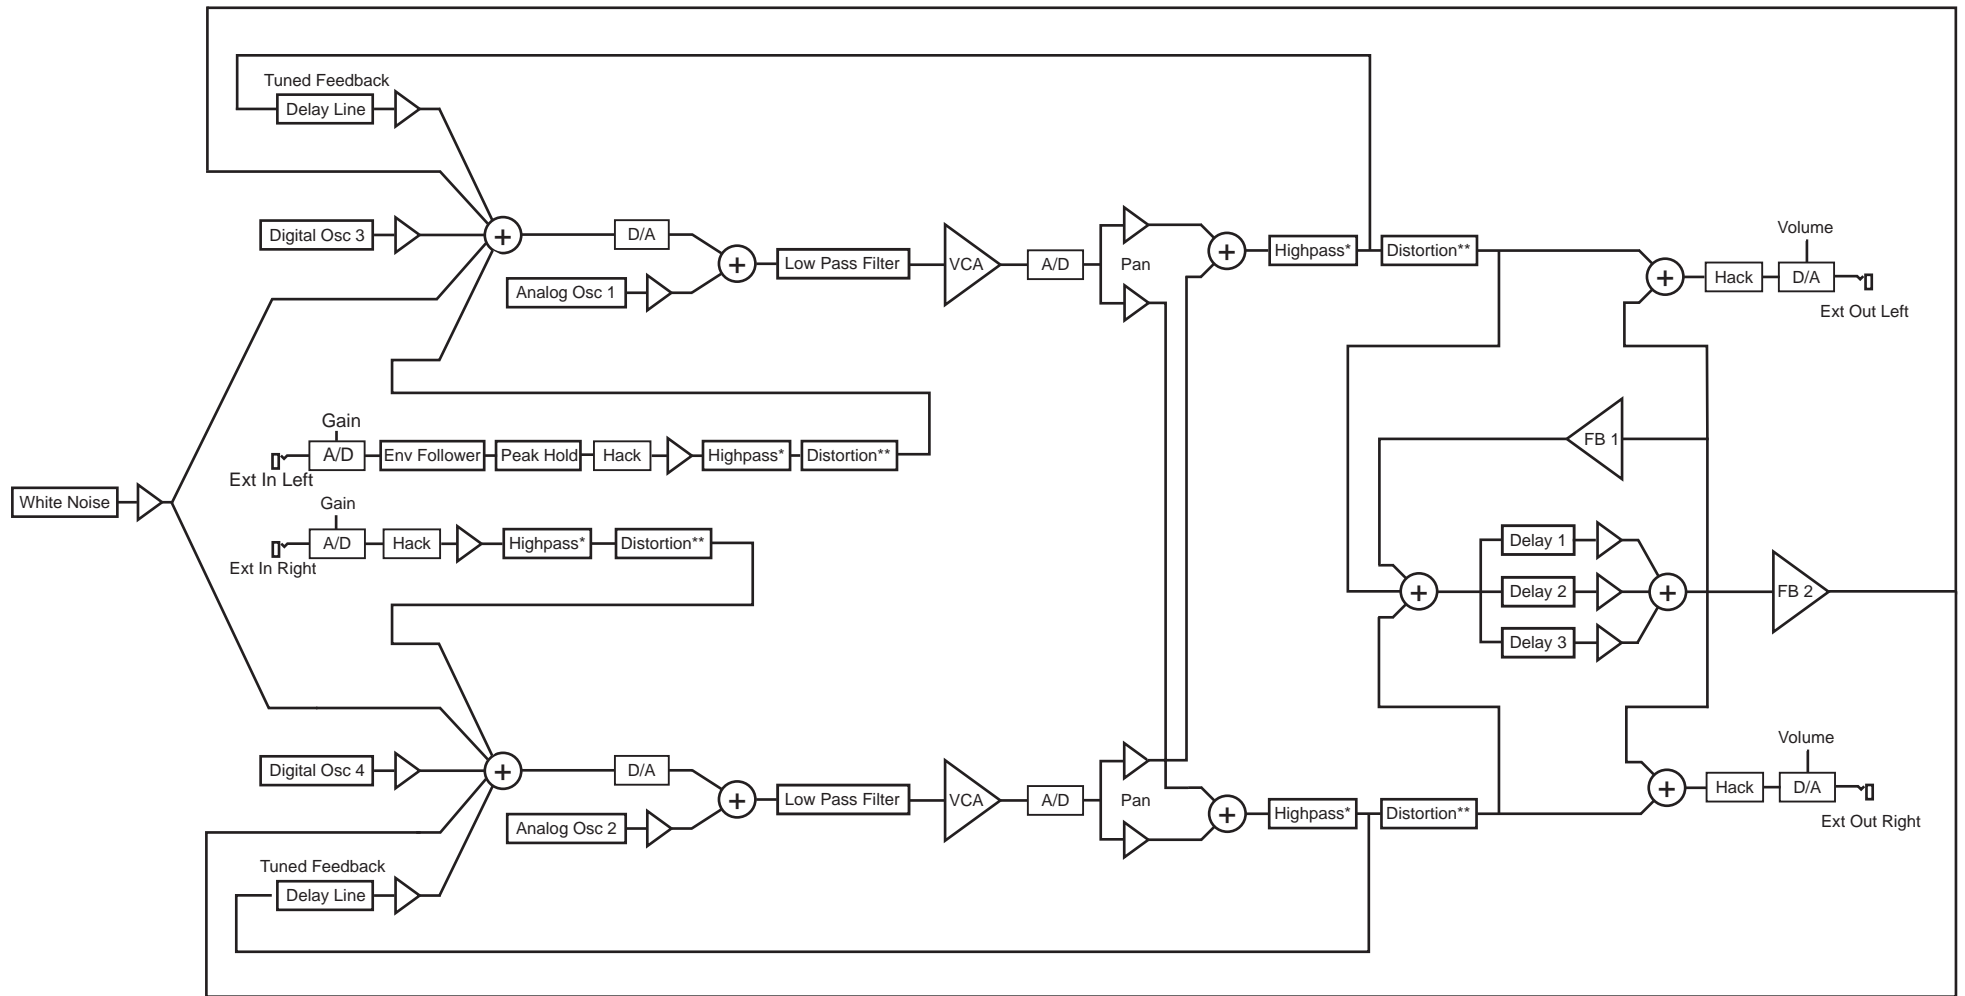 Tuned Feedback
Delay Line
Digital Osc 3
+
D/A
Analog Osc 1
+
Low Pass Filter
VCA
A/D
Pan
+
Highpass*
Distortion**
+
Hack
Volume
D/A
Ext Out Left
Gain
A/D
Env Follower
Peak Hold
Hack
Highpass*
Distortion**
Ext In Left
White Noise
Gain
A/D
Hack
Highpass*
Distortion**
Ext In Right
FB 1
+
Delay 1
Delay 2
Delay 3
+
FB 2
Digital Osc 4
+
D/A
Analog Osc 2
+
Low Pass Filter
VCA
A/D
Pan
+
Highpass*
Distortion**
+
Hack
Volume
D/A
Ext Out Right
Tuned Feedback
Delay Line